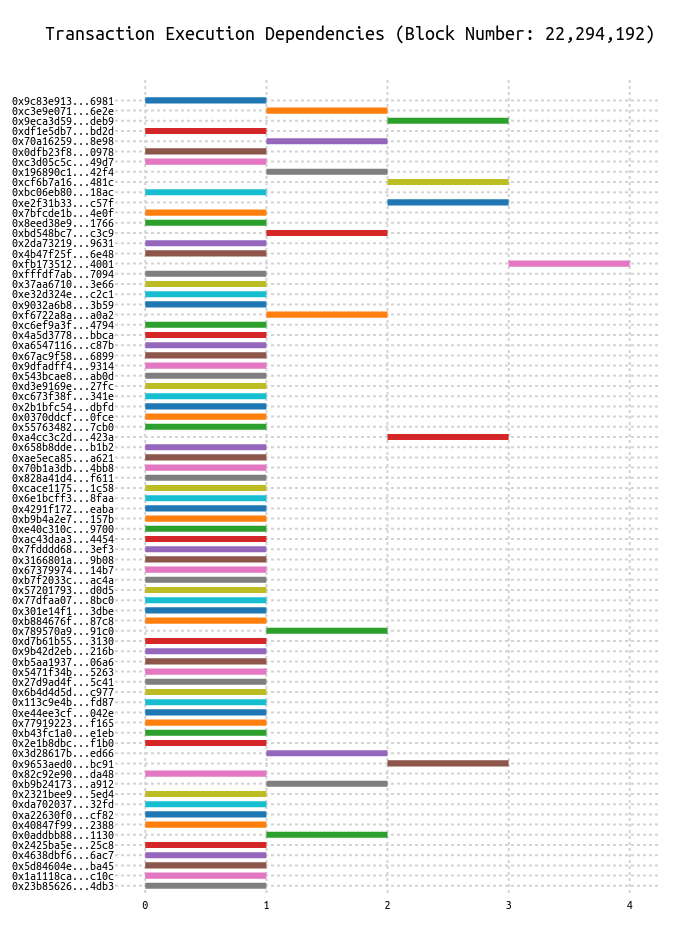 Transaction Execution Dependencies (Block Number: 22,294,192)
0x9c83e913...6981
0xc3e9e071...6e2e
0x9eca3d59...deb9
0xdf1e5db7...bd2d
0x70a16259...8e98
0x0dfb23f8...0978
0xc3d05c5c...49d7
0x196890c1...42f4
0xcf6b7a16...481c
0xbc06eb80...18ac
0xe2f31b33...c57f
0x7bfcde1b...4e0f
0x8eed38e9...1766
0xbd548bc7...c3c9
0x2da73219...9631
0x4b47f25f...6e48
0xfb173512...4001
0xfffdf7ab...7094
0x37aa6710...3e66
0xe32d324e...c2c1
0x9032a6b8...3b59
0xf6722a8a...a0a2
0xc6ef9a3f...4794
0x4a5d3778...bbca
0xa6547116...c87b
0x67ac9f58...6899
0x9dfadff4...9314
0x543bcae8...ab0d
0xd3e9169e...27fc
0xc673f38f...341e
0x2b1bfc54...dbfd
0x0370ddcf...0fce
0x55763482...7cb0
0xa4cc3c2d...423a
0x658b8dde...b1b2
0xae5eca85...a621
0x70b1a3db...4bb8
0x828a41d4...f611
0xcace1175...1c58
0x6e1bcff3...8faa
0x4291f172...eaba
0xb9b4a2e7...157b
0xe40c310c...9700
0xac43daa3...4454
0x7fdddd68...3ef3
0x3166801a...9b08
0x67379974...14b7
0xb7f2033c...ac4a
0x57201793...d0d5
0x77dfaa07...8bc0
0x301e14f1...3dbe
0xb884676f...87c8
0x789570a9...91c0
0xd7b61b55...3130
0x9b42d2eb...216b
0xb5aa1937...06a6
0x5471f34b...5263
0x27d9ad4f...5c41
0x6b4d4d5d...c977
0x113c9e4b...fd87
0xe44ee3cf...042e
0x77919223...f165
0xb43fc1a0...e1eb
0x2e1b8dbc...f1b0
0x3d28617b...ed66
0x9653aed0...bc91
0x82c92e90...da48
0xb9b24173...a912
0x2321bee9...5ed4
0xda702037...32fd
0xa22630f0...cf82
0x40847f99...2388
0x0addbb88...1130
0x2425ba5e...25c8
0x4638dbf6...6ac7
0x5d84604e...ba45
0x1a1118ca...c10c
0x23b85626...4db3
0 1 2 3 4